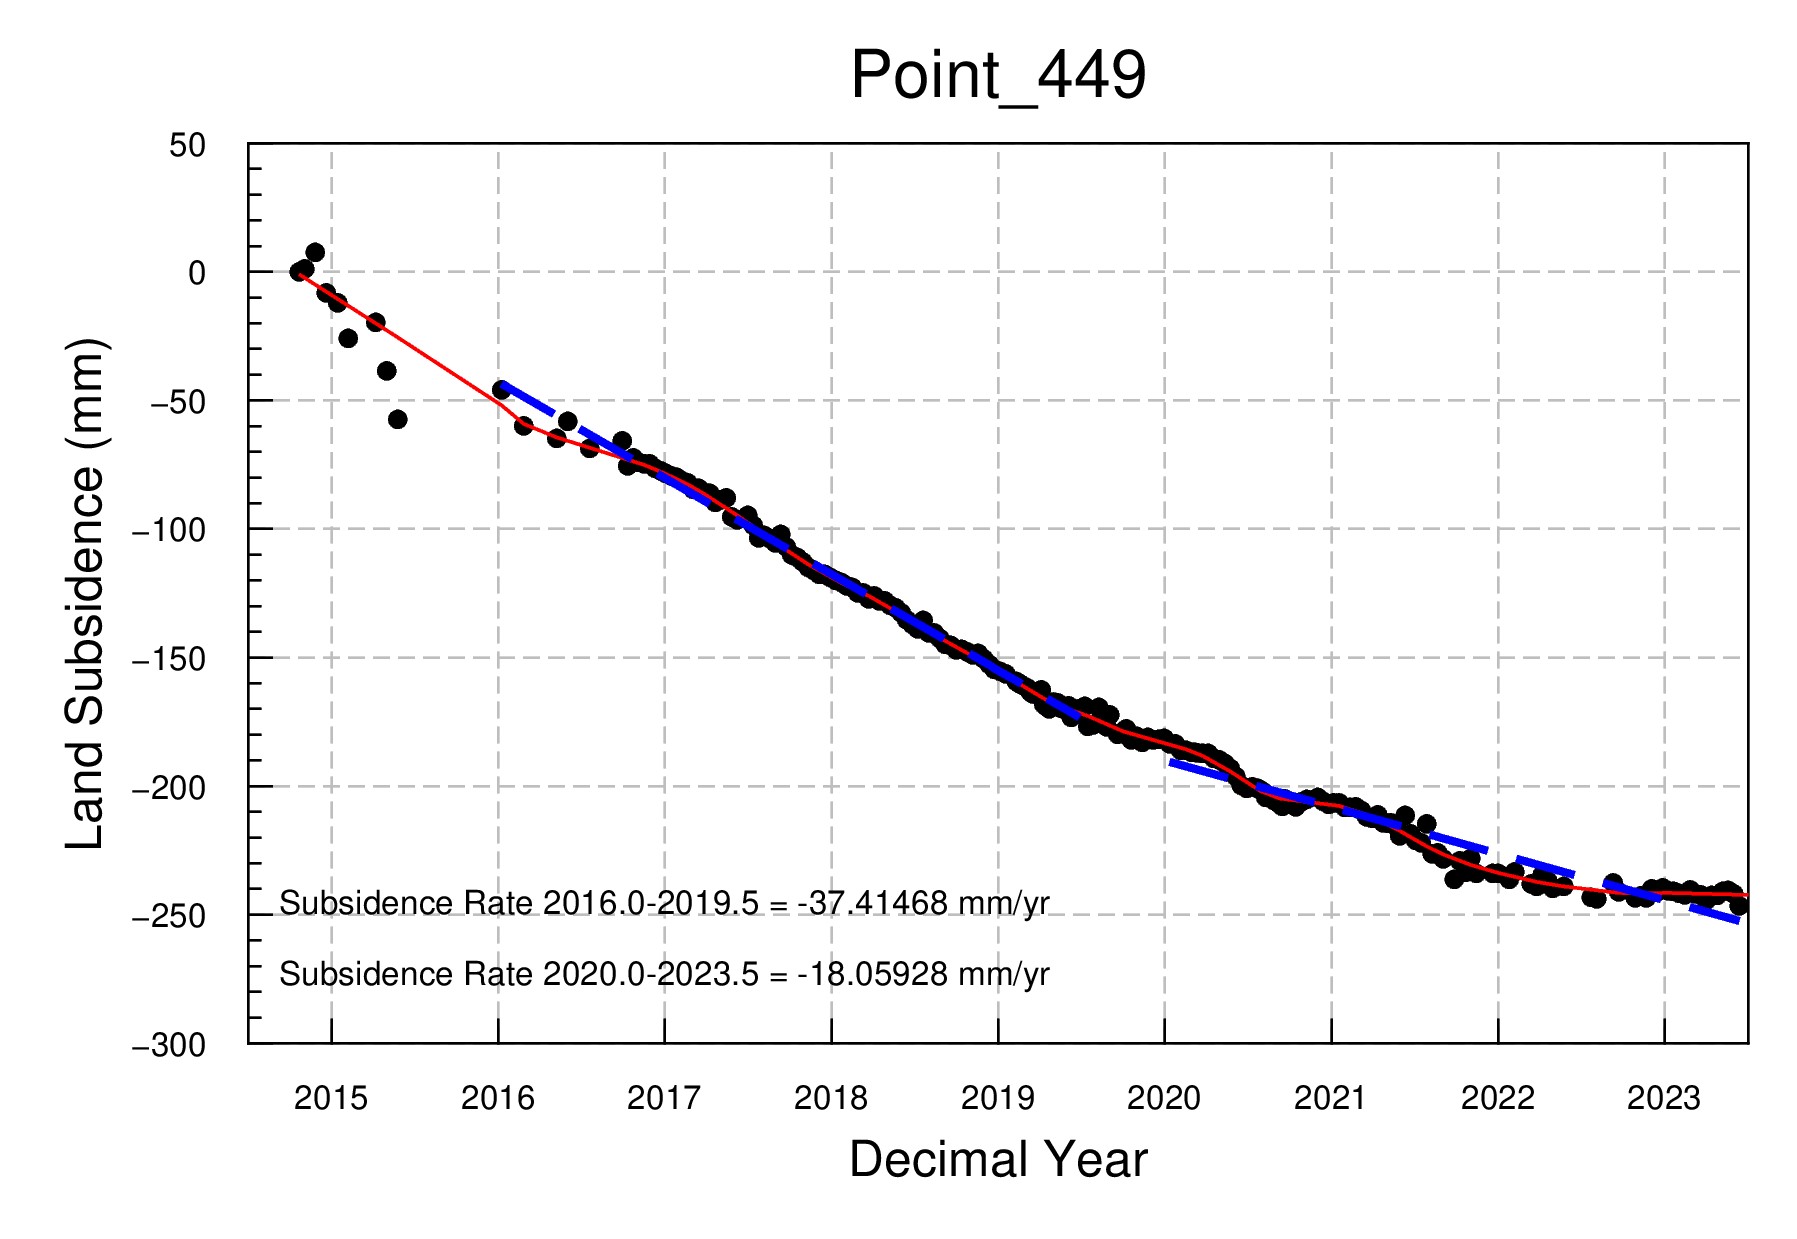 Point_449
50
0
−50
−100
−150
−200
−250
−300
Land Subsidence (mm)
Subsidence Rate 2016.0-2019.5 = -37.41468 mm/yr
Subsidence Rate 2020.0-2023.5 = -18.05928 mm/yr
2015 2016 2017 2018 2019 2020 2021 2022 2023
Decimal Year